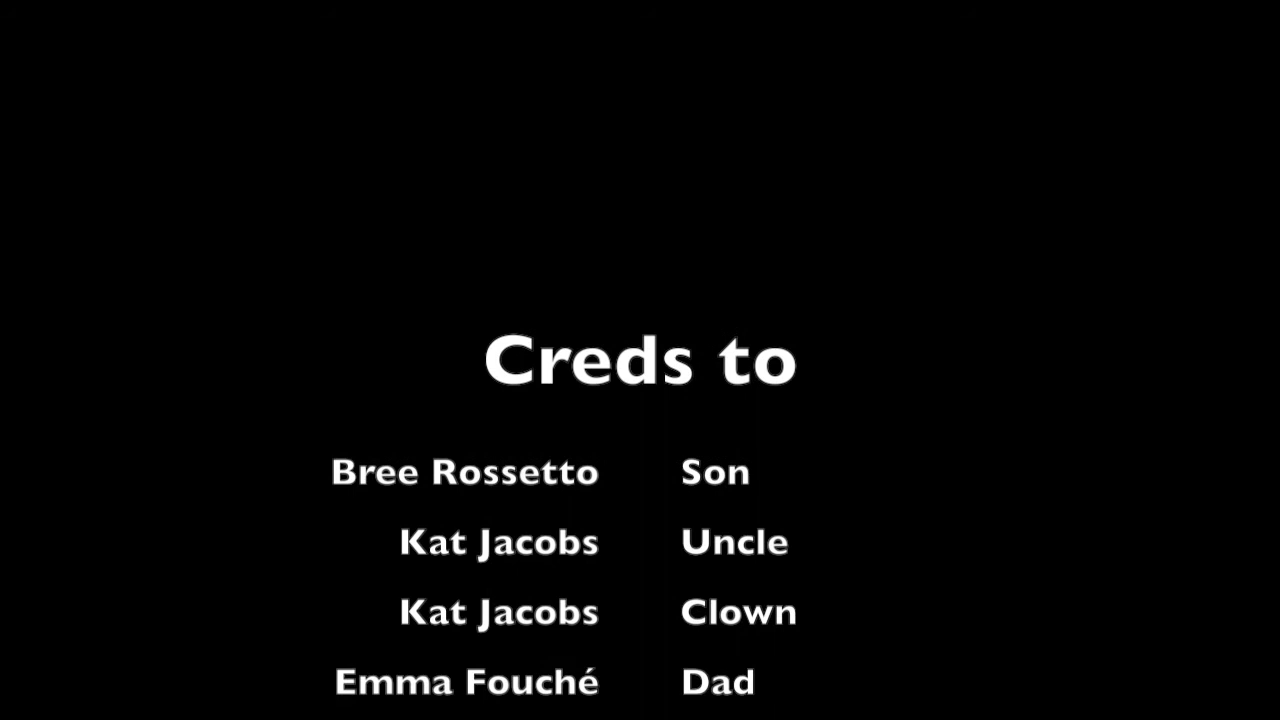 Creds to
Bree Rossetto Son
Kat Jacobs Uncle
Kat Jacobs Clown
Emma Fouché Dad